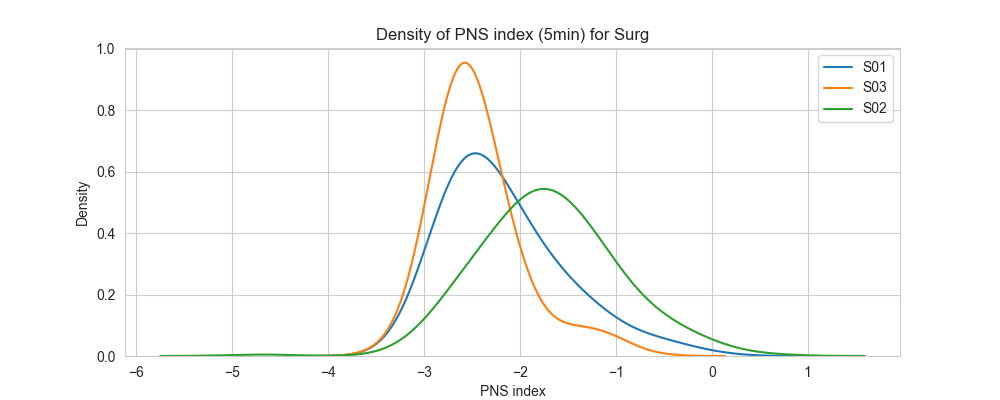 Density of PNS index (5min) for Surg
1.0
0.8
0.6
0.4
0.2
0.0
Density
S01
S03
S02
−6 −5 −4 −3 −2 −1 0 1
PNS index